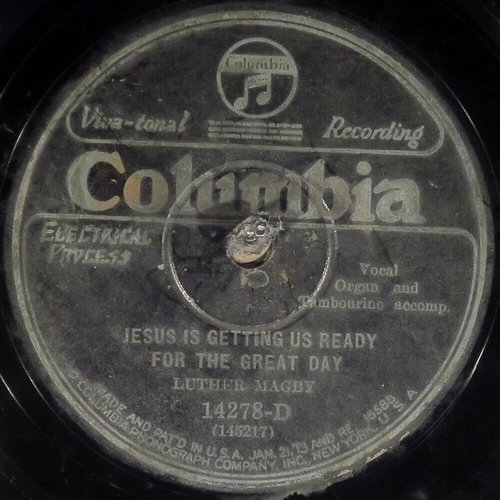 Columbia
Viva-tonal Recording
Columbia
ELECTRICAL
PROCESS
Vocal
Organ and
Tambourine accomp.
JESUS IS GETTING US READY
FOR THE GREAT DAY
LUTHER MAGBY
14278-D
(145217)
MADE AND PAT'D IN U.S.A. JAN. 21, '13 AND RE. 16588
© COLUMBIA PHONOGRAPH COMPANY, INC. NEW YORK, U.S.A.